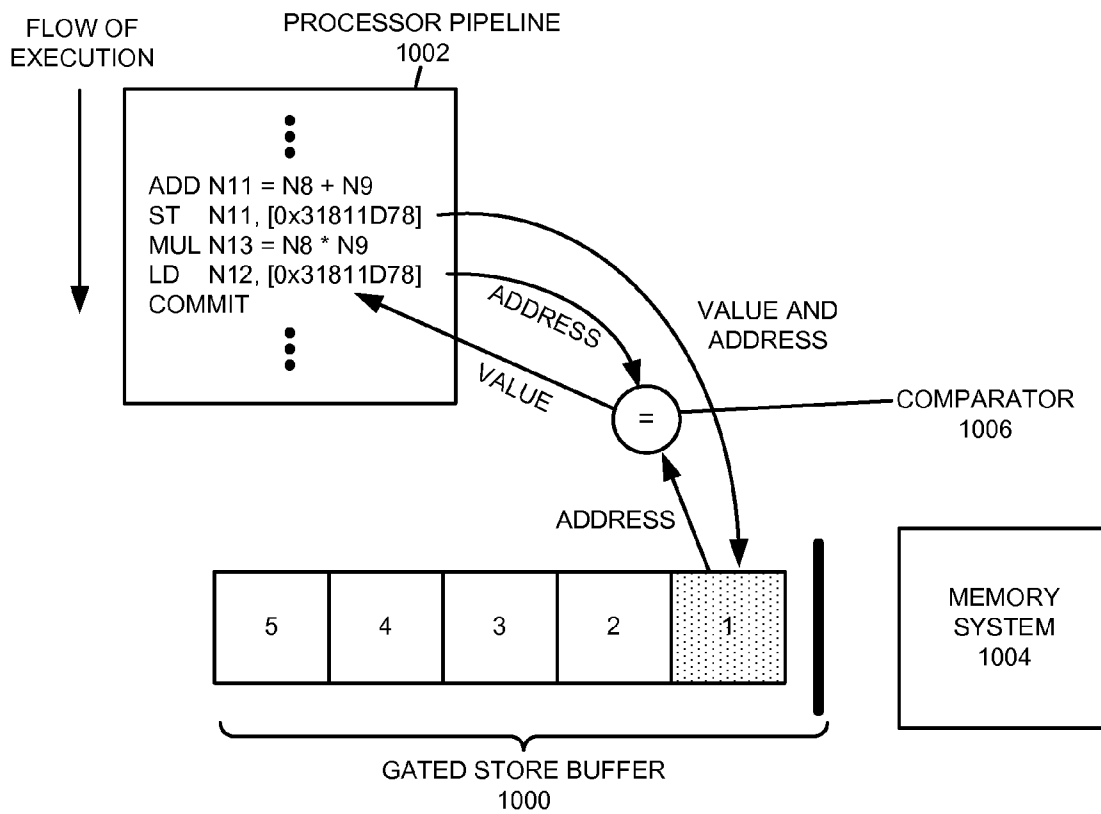 FLOW OF
EXECUTION
PROCESSOR PIPELINE
1002
ADD N11 = N8 + N9
ST N11, [0x31811D78]
MUL N13 = N8 * N9
LD N12, [0x31811D78]
COMMIT
ADDRESS
VALUE
VALUE AND
ADDRESS
=
COMPARATOR
1006
ADDRESS
5 4 3 2 1
MEMORY
SYSTEM
1004
GATED STORE BUFFER
1000